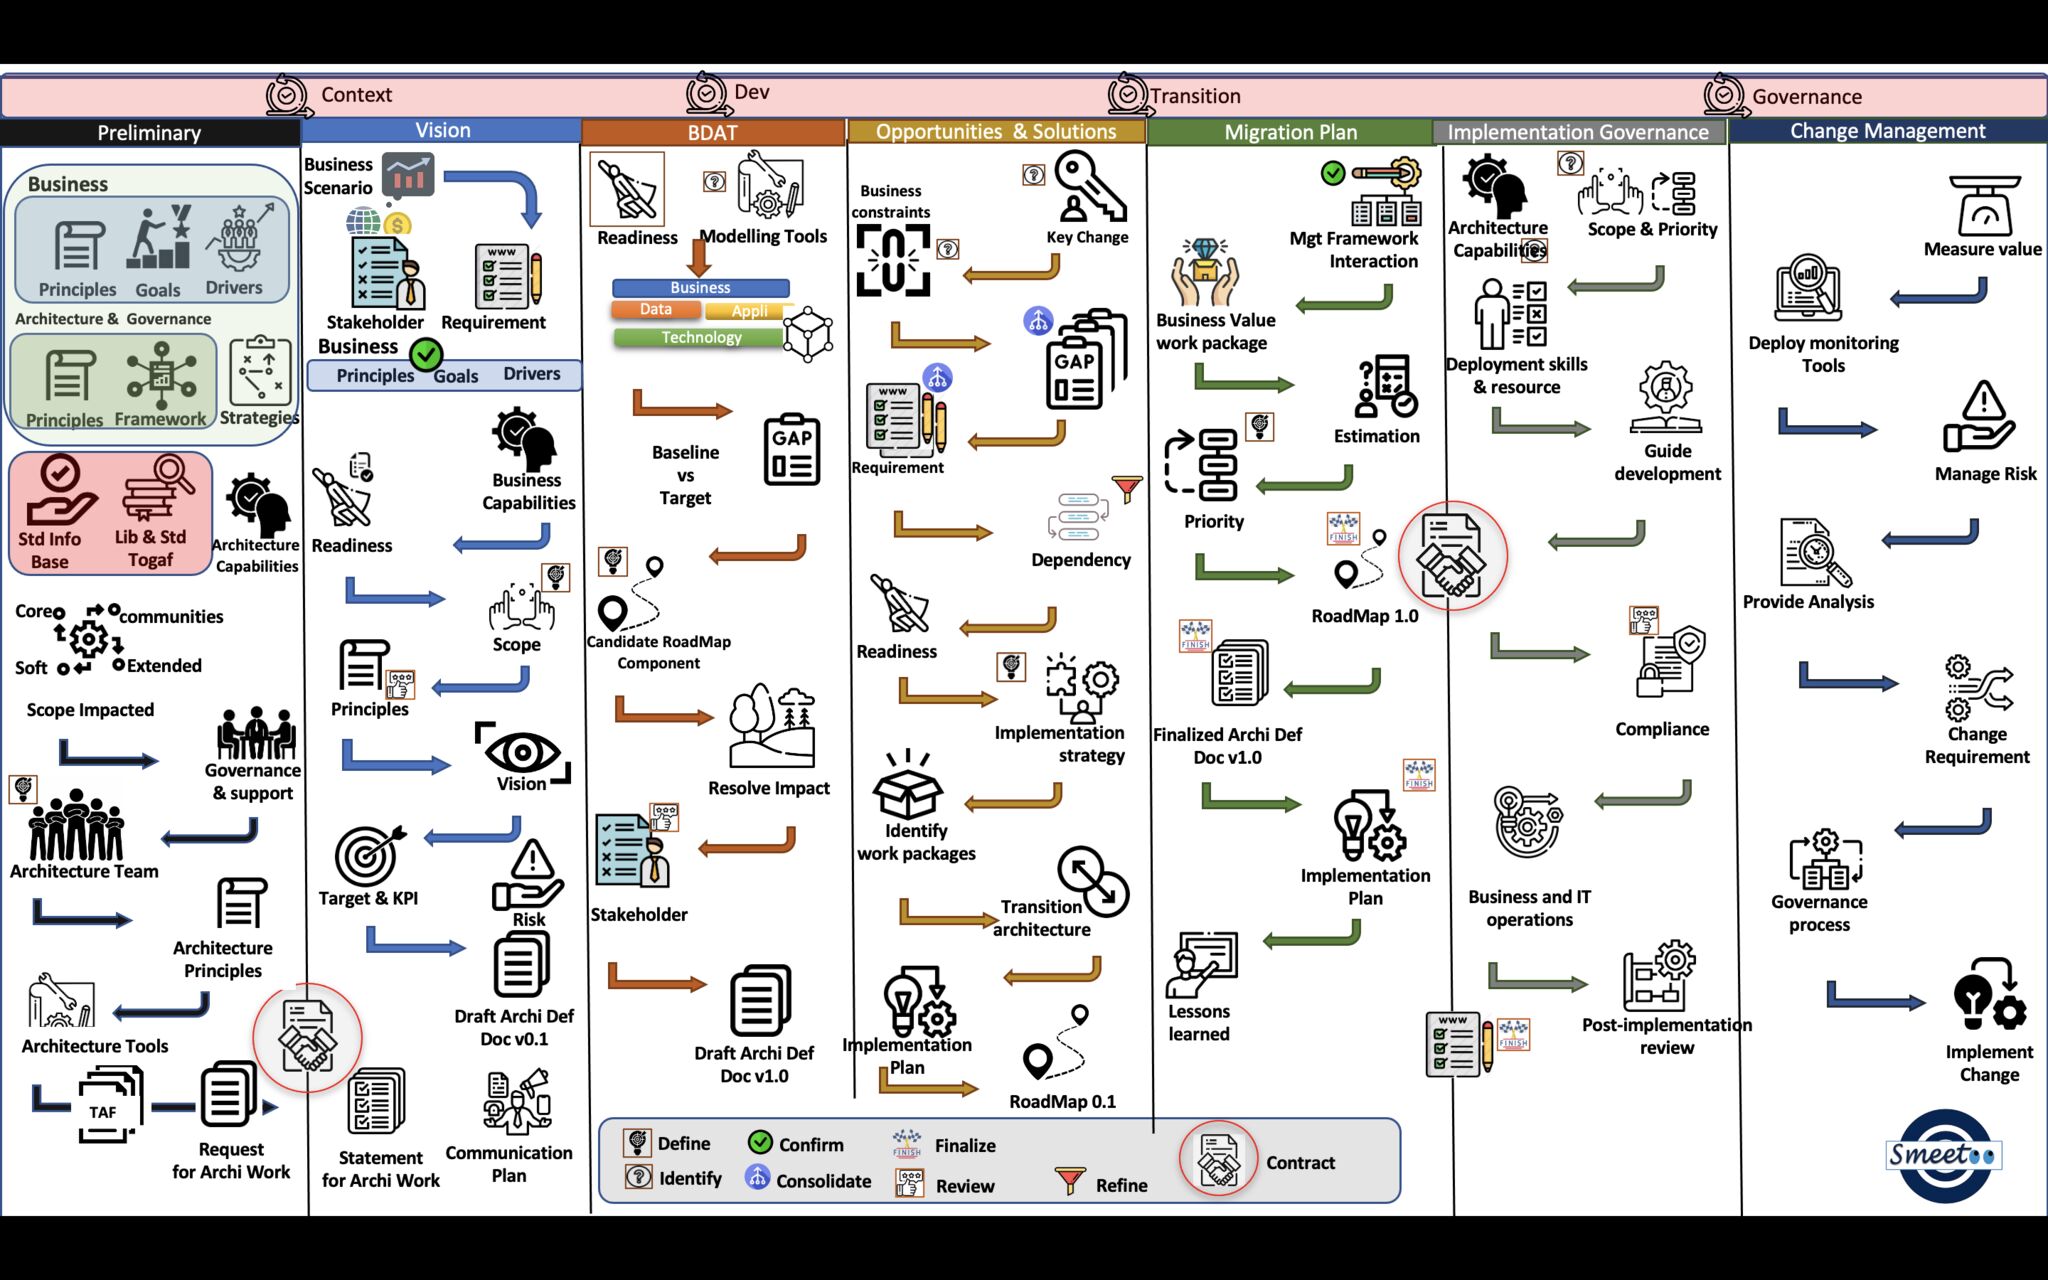 Context
Dev
Transition
Governance
Preliminary
Vision
BDAT
Opportunities & Solutions
Migration Plan
Implementation Governance
Change Management
Business
Principles
Goals
Drivers
Architecture & Governance
Principles
Framework
Strategies
Std Info
Base
Lib & Std
Togaf
Architecture
Capabilities
Core
communities
Soft
Extended
Scope Impacted
Governance
& support
Architecture Team
Architecture
Principles
Architecture Tools
TAF
Request
for Archi Work
Business
Scenario
Stakeholder
WWW
Requirement
Business
Principles
Goals
Drivers
Business
Capabilities
Readiness
Scope
Principles
Vision
Target & KPI
Risk
Draft Archi Def
Doc v0.1
Statement
for Archi Work
Communication
Plan
Readiness
Modelling Tools
Business
Data
Appli
Technology
GAP
Baseline
vs
Target
Candidate RoadMap
Component
Resolve Impact
Stakeholder
Draft Archi Def
Doc v1.0
Business
constraints
Key Change
GAP
WWW
Requirement
Dependency
Readiness
Implementation
strategy
Identify
work packages
Transition
architecture
Implementation
Plan
RoadMap 0.1
Mgt Framework
Interaction
Business Value
work package
Estimation
Priority
FINISH
RoadMap 1.0
FINISH
Finalized Archi Def
Doc v1.0
FINISH
Implementation
Plan
Lessons
learned
Architecture
Capabilities
Scope & Priority
Deployment skills
& resource
Guide
development
Compliance
Business and IT
operations
Post-implementation
review
WWW
FINISH
Measure value
Deploy monitoring
Tools
Manage Risk
Provide Analysis
Change
Requirement
Governance
process
Implement
Change
Define
Confirm
FINISH
Finalize
Identify
Consolidate
Review
Refine
Contract
Smeetoo